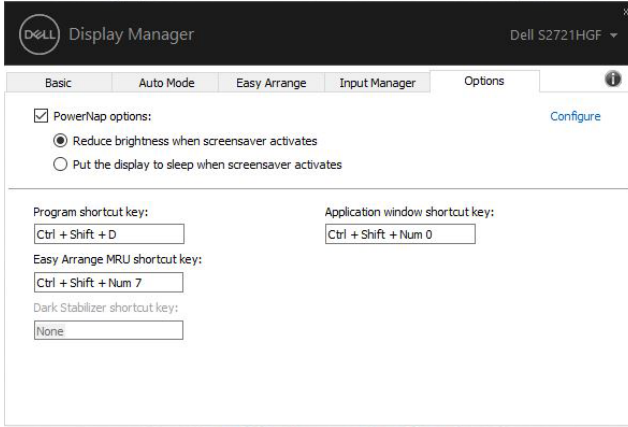 DELL Display Manager
Dell S2721HGF
Basic Auto Mode Easy Arrange Input Manager Options
PowerNap options: Configure
Reduce brightness when screensaver activates
Put the display to sleep when screensaver activates
Program shortcut key: Application window shortcut key:
Ctrl + Shift + D Ctrl + Shift + Num 0
Easy Arrange MRU shortcut key:
Ctrl + Shift + Num 7
Dark Stabilizer shortcut key:
None